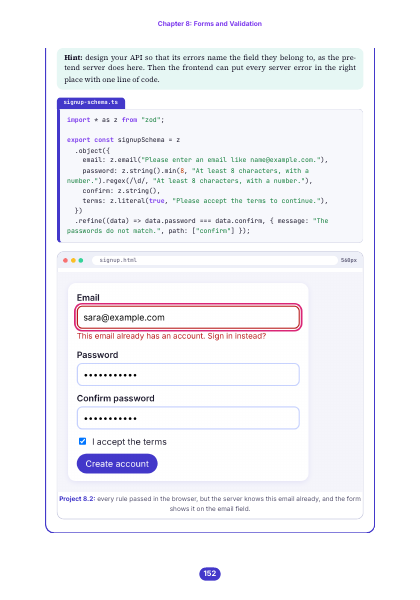 Chapter 8: Forms and Validation
Hint: design your API so that its errors name the field they belong to, as the pre-
tend server does here. Then the frontend can put every server error in the right
place with one line of code.
signup-schema.ts
import * as z from "zod";
export const signupSchema = z
.object({
email: z.email("Please enter an email like name@example.com."),
password: z.string().min(8, "At least 8 characters, with a
number.").regex(/\d/, "At least 8 characters, with a number."),
confirm: z.string(),
terms: z.literal(true, "Please accept the terms to continue."),
})
.refine((data) => data.password === data.confirm, { message: "The
passwords do not match.", path: ["confirm"] });
signup.html
560px
Email
sara@example.com
This email already has an account. Sign in instead?
Password
•••••••••••
Confirm password
•••••••••••
I accept the terms
Create account
Project 8.2: every rule passed in the browser, but the server knows this email already, and the form
shows it on the email field.
152